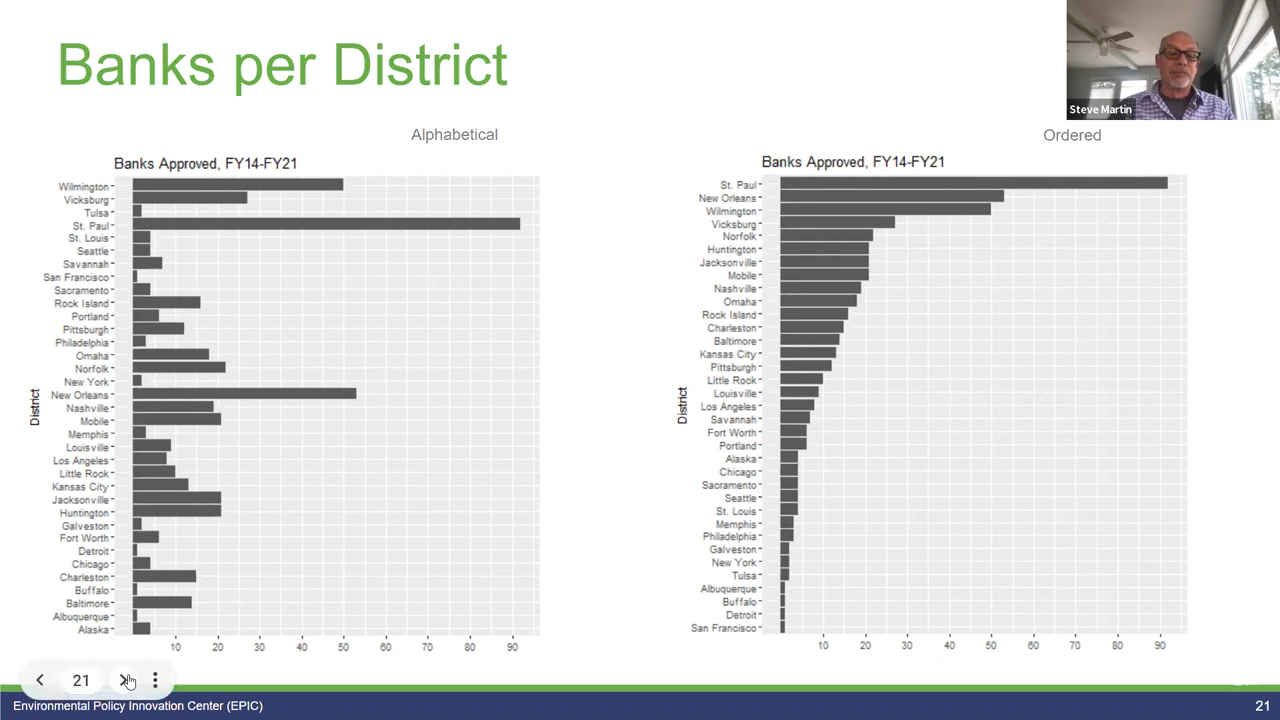 Banks per District
Steve Martin
Alphabetical
Ordered
Banks Approved, FY14-FY21
Wilmington
Vicksburg
Tulsa
St. Paul
St. Louis
Seattle
Savannah
San Francisco
Sacramento
Rock Island
Portland
Pittsburgh
Philadelphia
Omaha
Norfolk
New York
New Orleans
Nashville
Mobile
Memphis
Louisville
Los Angeles
Little Rock
Kansas City
Jacksonville
Huntington
Galveston
Fort Worth
Detroit
Chicago
Charleston
Buffalo
Baltimore
Albuquerque
Alaska
District
10 20 30 40 50 60 70 80 90
Banks Approved, FY14-FY21
St. Paul
New Orleans
Wilmington
Vicksburg
Norfolk
Huntington
Jacksonville
Mobile
Nashville
Omaha
Rock Island
Charleston
Baltimore
Kansas City
Pittsburgh
Little Rock
Louisville
Los Angeles
Savannah
Fort Worth
Portland
Alaska
Chicago
Sacramento
Seattle
St. Louis
Memphis
Philadelphia
Galveston
New York
Tulsa
Albuquerque
Buffalo
Detroit
San Francisco
District
10 20 30 40 50 60 70 80 90
21
Environmental Policy Innovation Center (EPIC)
21